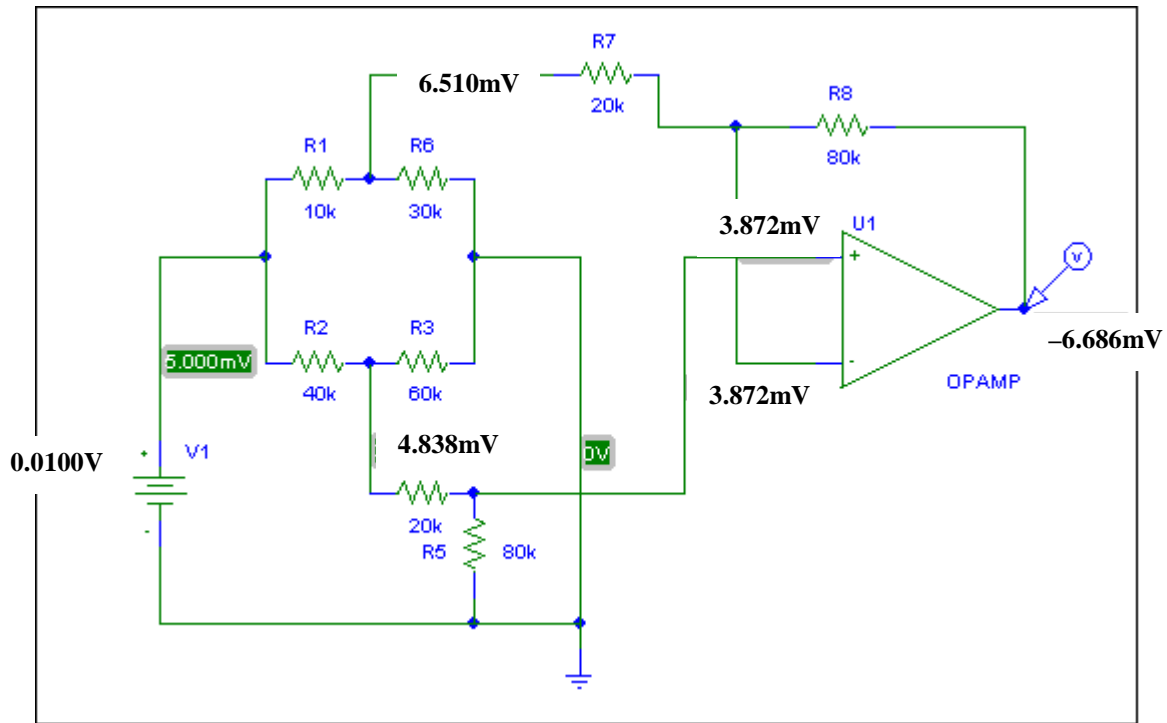 R7
6.510mV
20k
R8
80k
R1
R6
10k
30k
3.872mV
U1
+
v
R2
R3
–6.686mV
5.000mV
-
OPAMP
40k
60k
3.872mV
4.838mV
0V
0.0100V
+
V1
-
20k
R5
80k